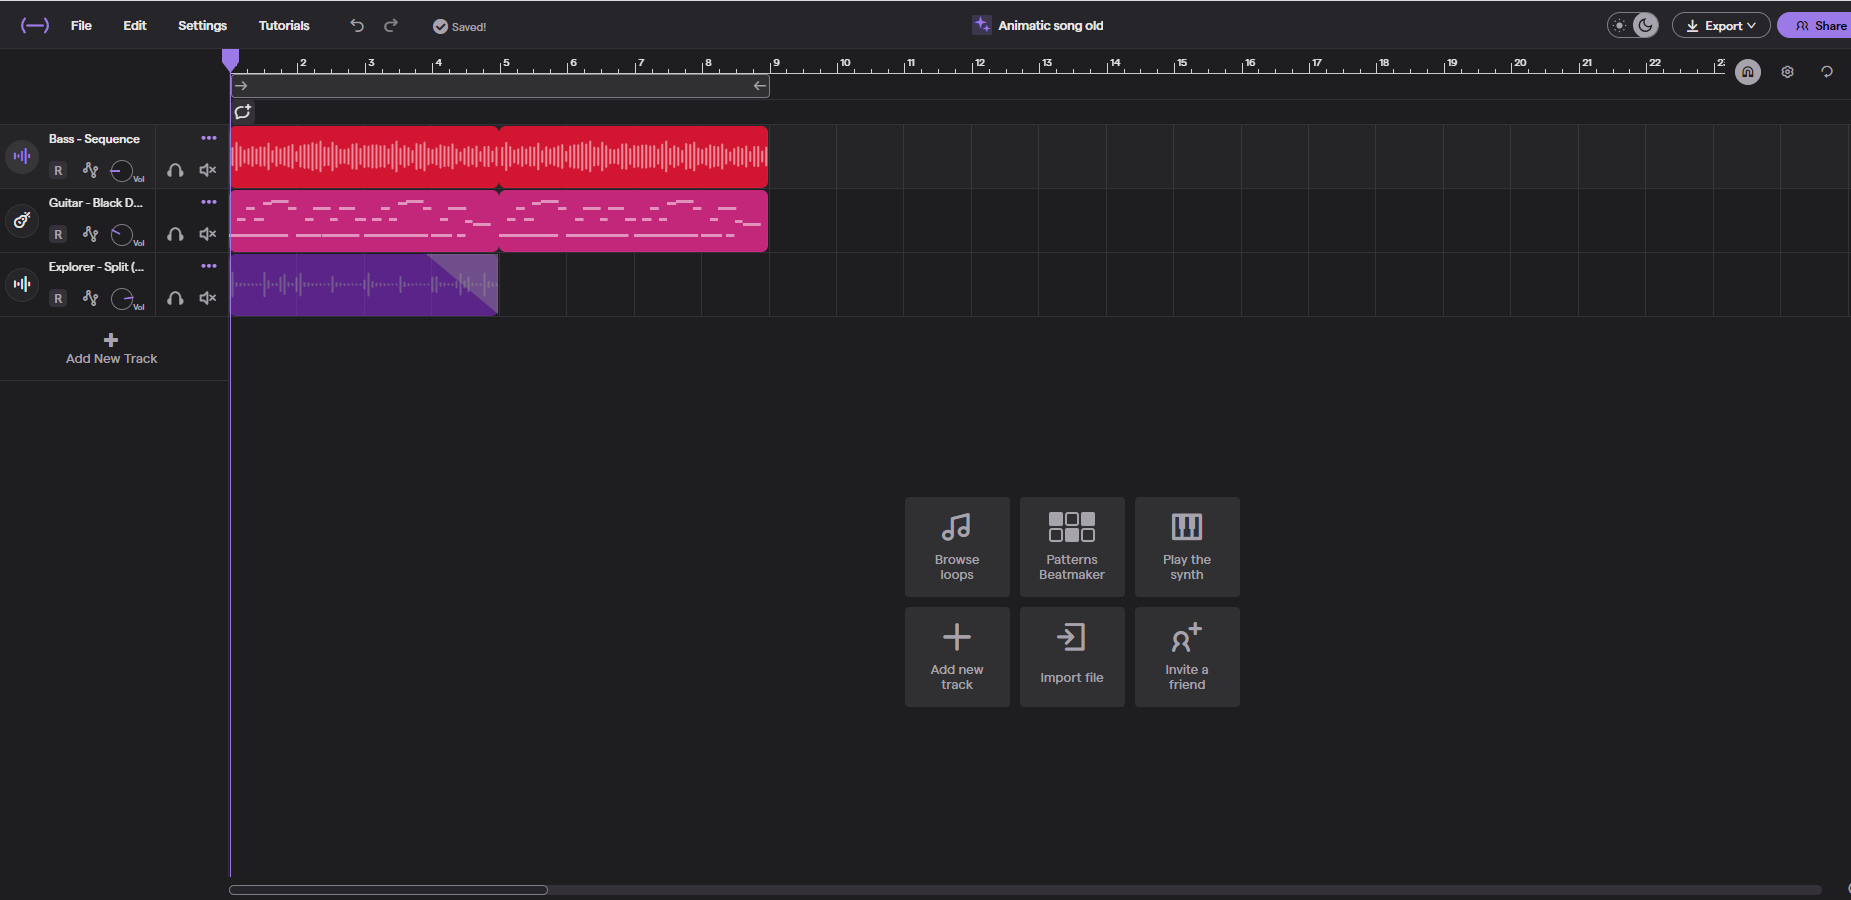 File Edit Settings Tutorials Saved! Animatic song old Export Share
2 3 4 5 6 7 8 9 10 11 12 13 14 15 16 17 18 19 20 21 22
Bass - Sequence
R Vol
Guitar - Black D...
R Vol
Explorer - Split (...
R Vol
Add New Track
Browse
loops
Patterns
Beatmaker
Play the
synth
Add new
track
Import file
Invite a
friend